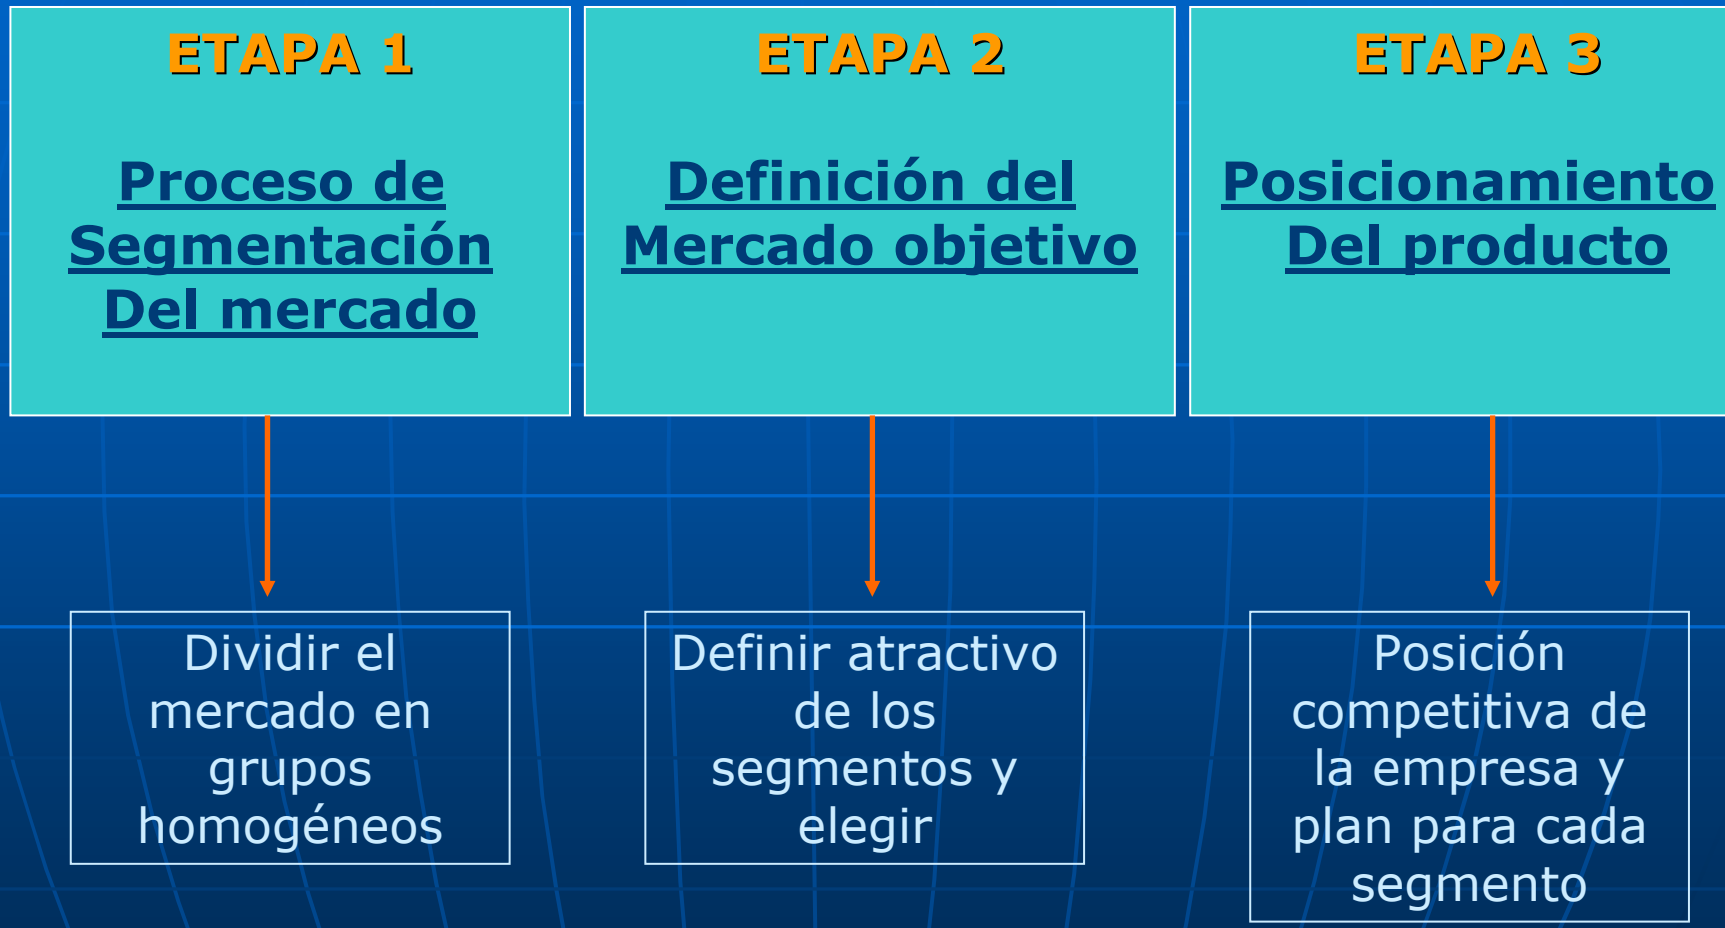 ETAPA 1
Proceso de
Segmentación
Del mercado
ETAPA 2
Definición del
Mercado objetivo
ETAPA 3
Posicionamiento
Del producto
Dividir el
mercado en
grupos
homogéneos
Definir atractivo
de los
segmentos y
elegir
Posición
competitiva de
la empresa y
plan para cada
segmento